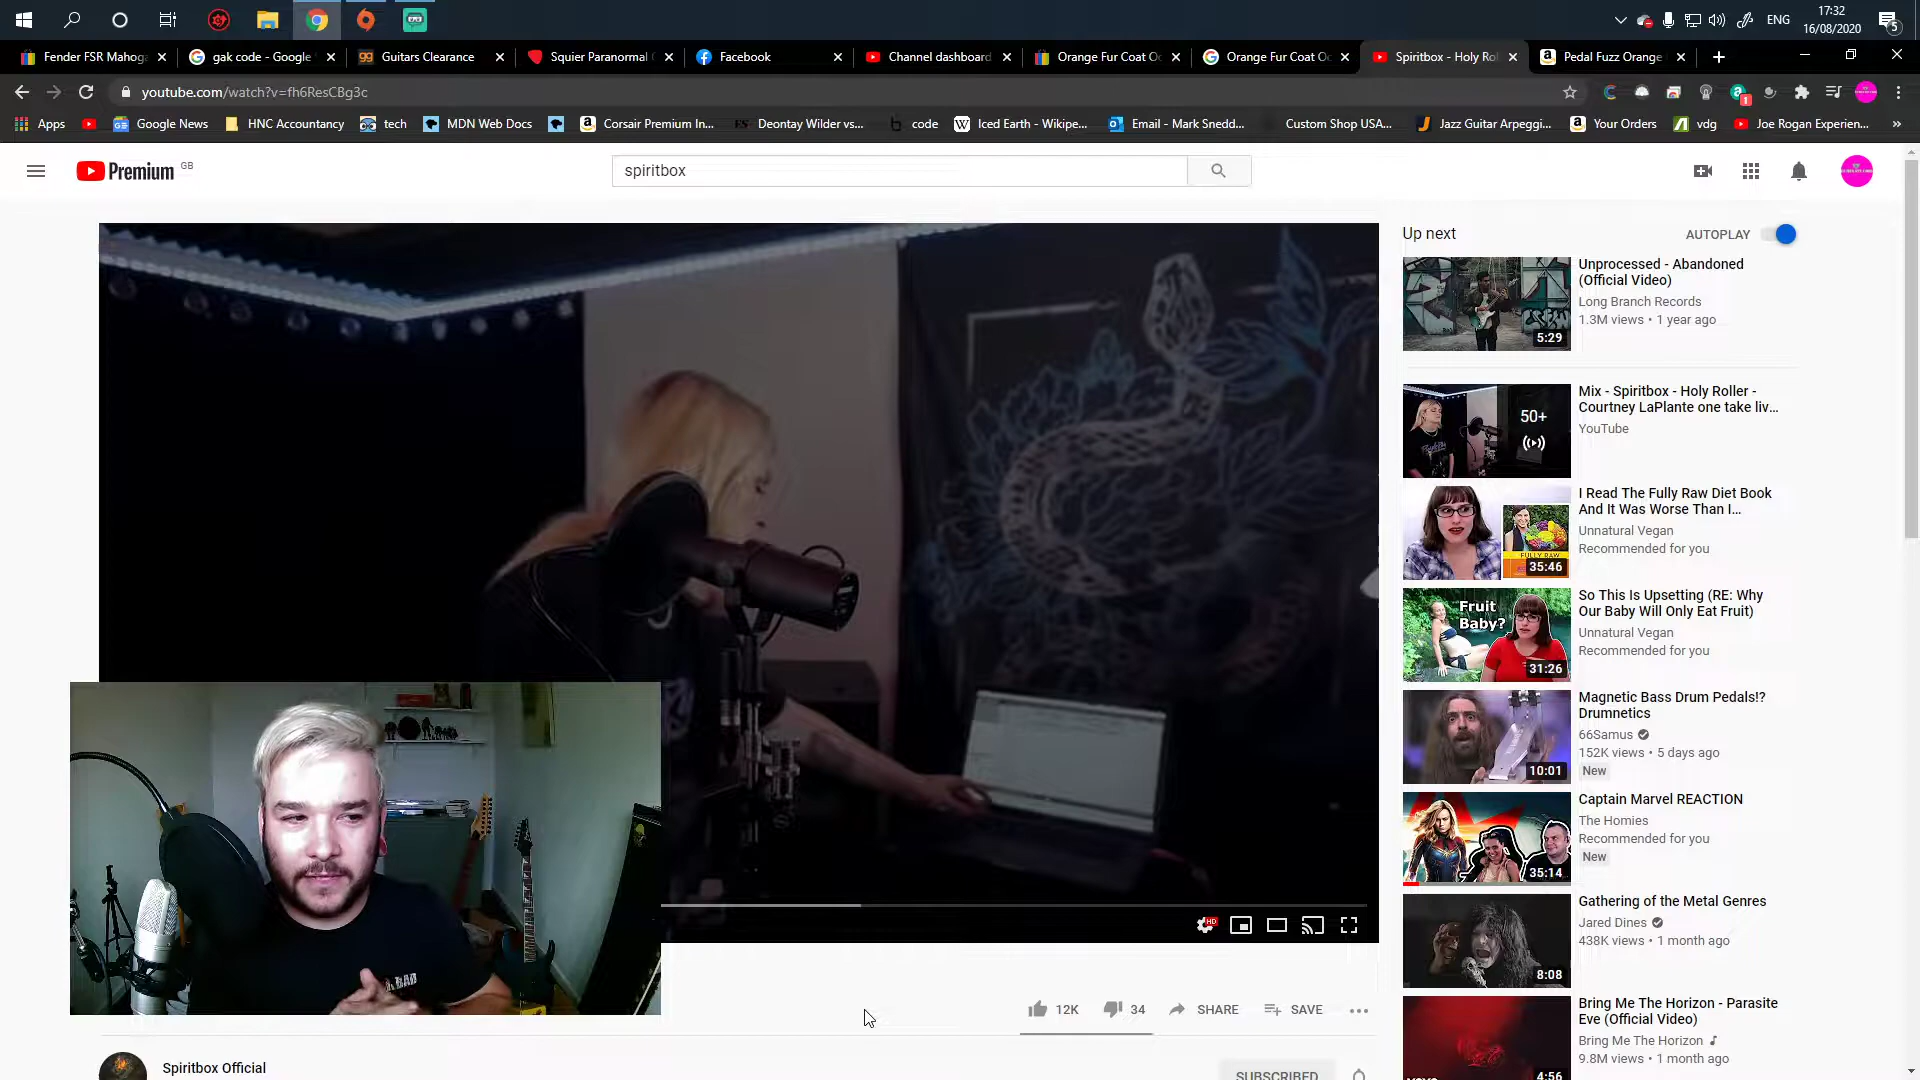 ENG
17:32
16/08/2020
5
Fender FSR Mahoga
gak code - Google
Guitars Clearance
Squier Paranormal
Facebook
Channel dashboard
Orange Fur Coat Oc
Orange Fur Coat Oc
Spiritbox - Holy Rol
Pedal Fuzz Orange
youtube.com/watch?v=fh6ResCBg3c
Apps
Google News
HNC Accountancy
tech
MDN Web Docs
Corsair Premium In...
Deontay Wilder vs...
code
Iced Earth - Wikipe...
Email - Mark Snedd...
Custom Shop USA...
Jazz Guitar Arpeggi...
Your Orders
vdg
Joe Rogan Experien...
Premium GB
spiritbox
Up next
AUTOPLAY
Unprocessed - Abandoned
(Official Video)
Long Branch Records
1.3M views • 1 year ago
5:29
Mix - Spiritbox - Holy Roller -
Courtney LaPlante one take liv...
YouTube
50+
I Read The Fully Raw Diet Book
And It Was Worse Than I...
Unnatural Vegan
Recommended for you
FULLY RAW
35:46
So This Is Upsetting (RE: Why
Our Baby Will Only Eat Fruit)
Unnatural Vegan
Recommended for you
Fruit
Baby?
31:26
Magnetic Bass Drum Pedals!?
Drumnetics
66Samus
152K views • 5 days ago
New
10:01
Captain Marvel REACTION
The Homies
Recommended for you
New
35:14
Gathering of the Metal Genres
Jared Dines
438K views • 1 month ago
8:08
Bring Me The Horizon - Parasite
Eve (Official Video)
Bring Me The Horizon
9.8M views • 1 month ago
4:56
HD
12K
34
SHARE
SAVE
Spiritbox Official
SUBSCRIBED